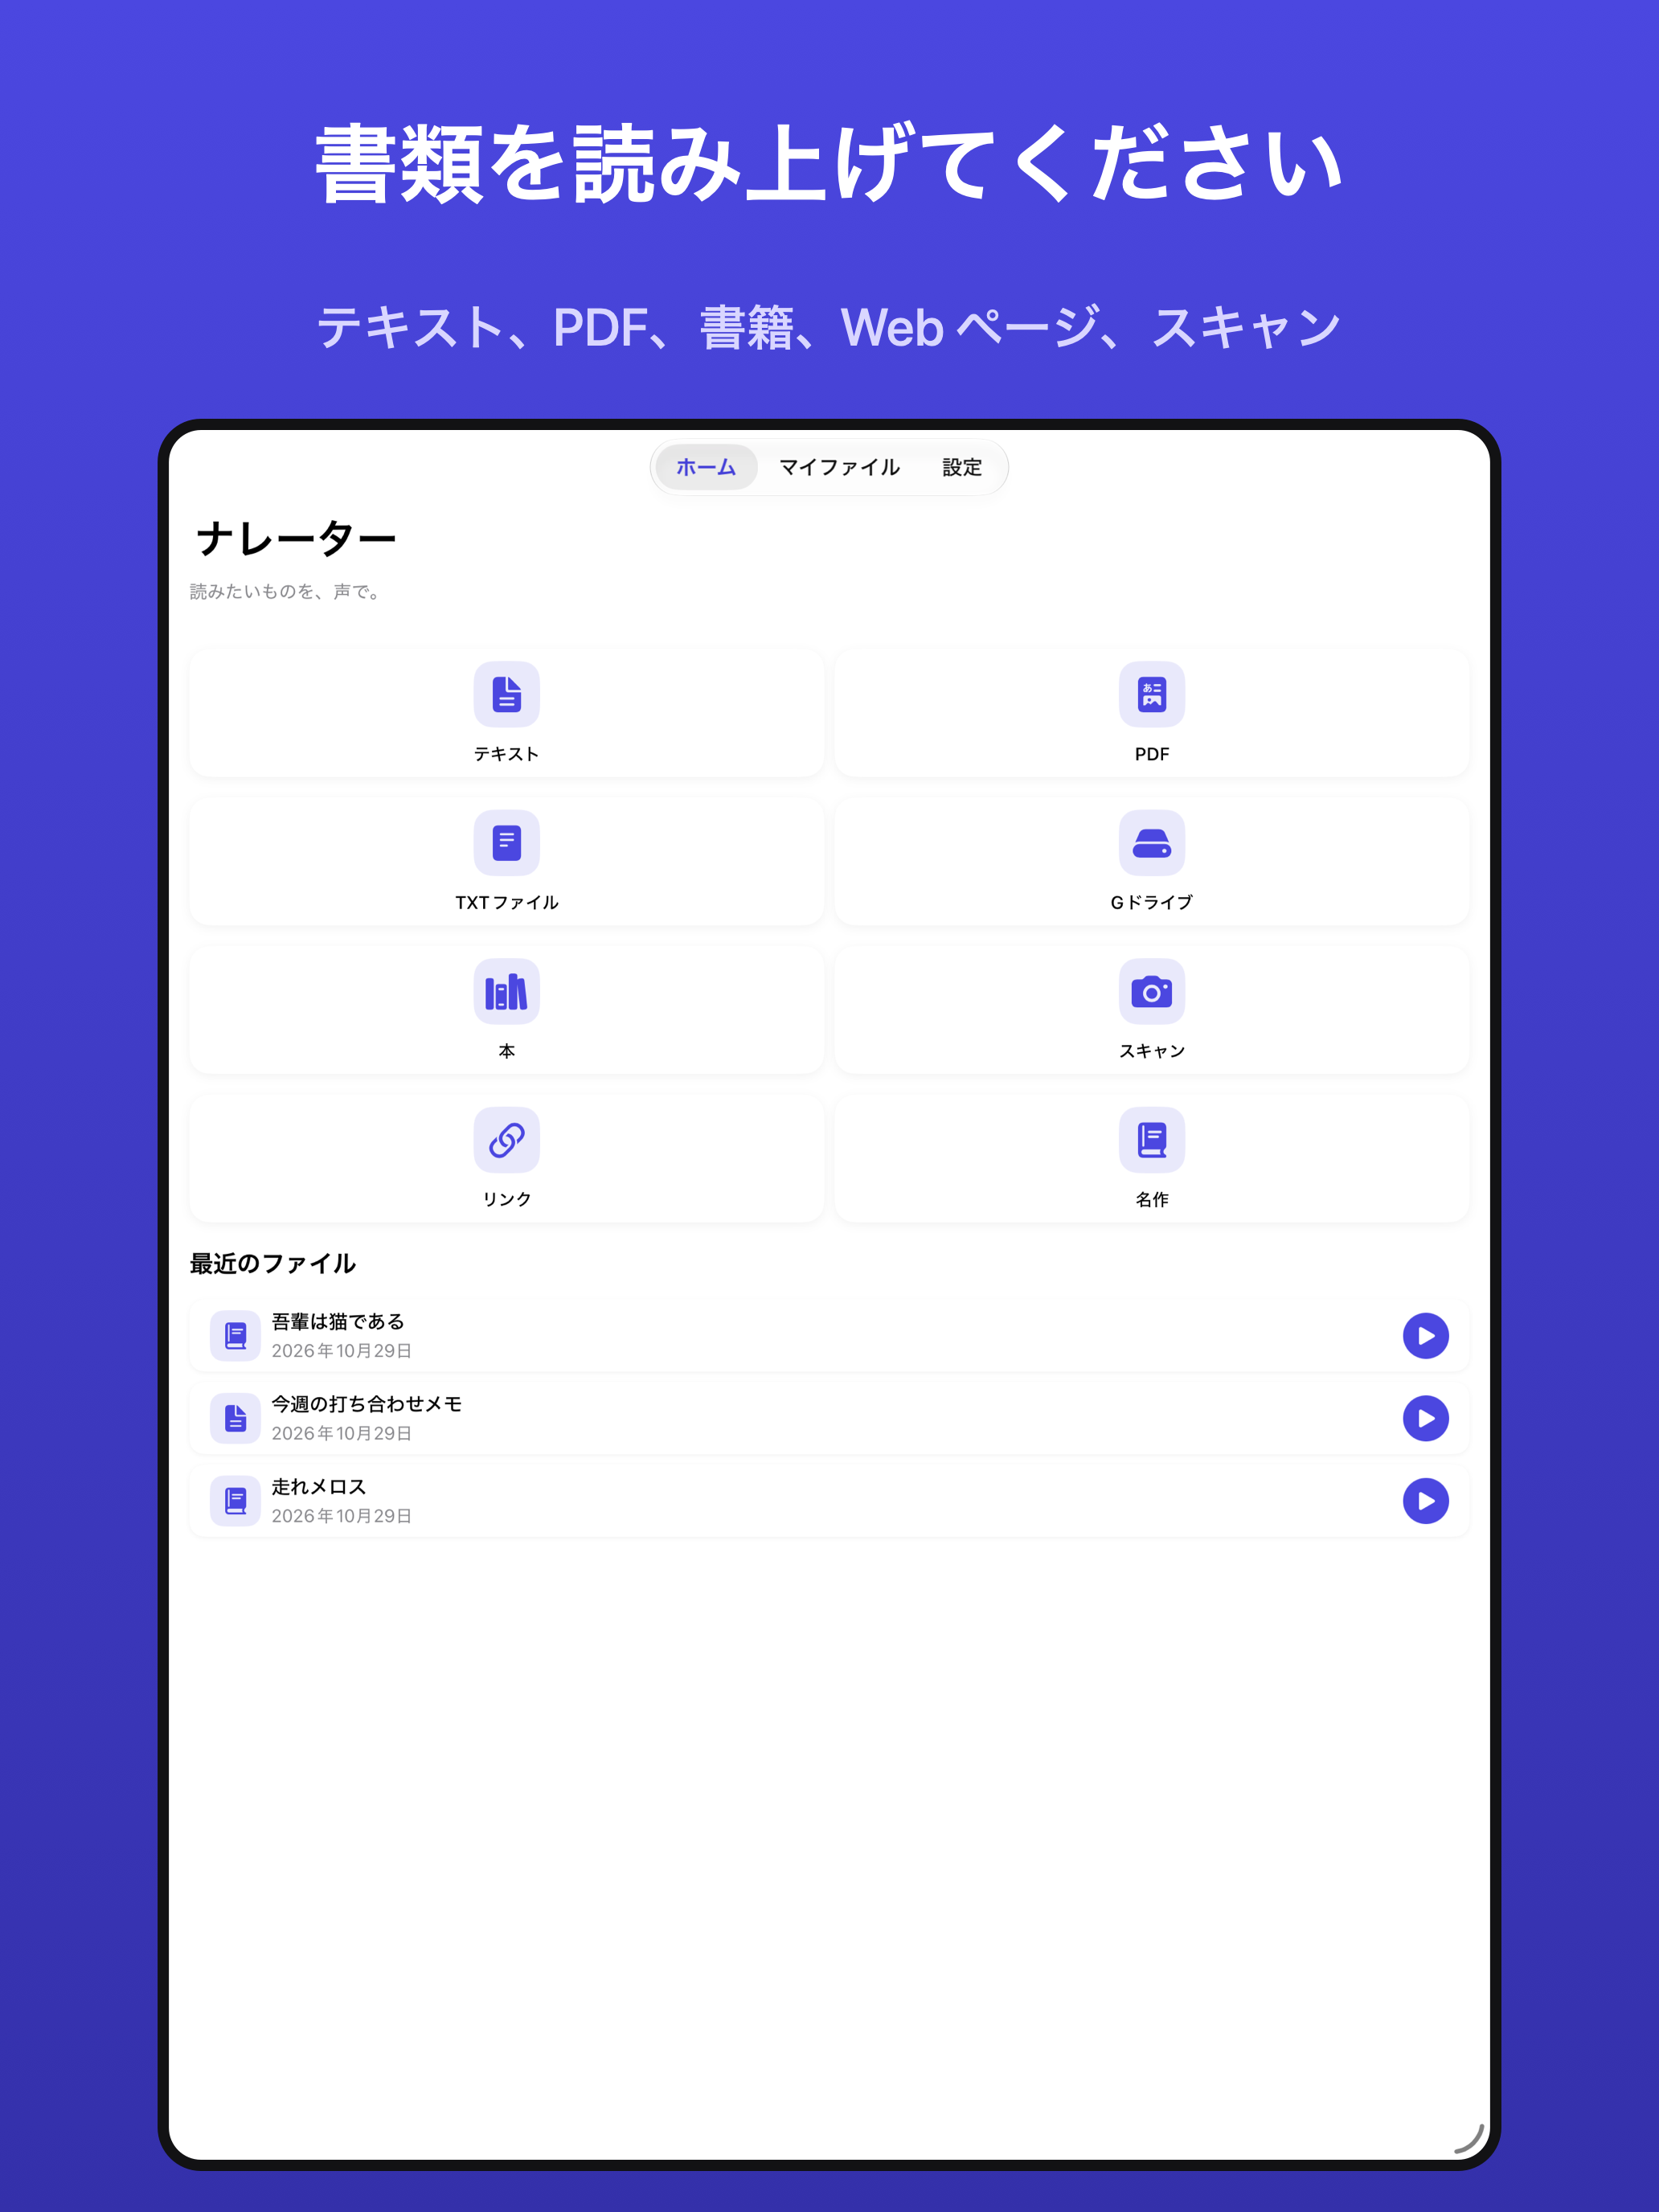 書類を読み上げてください
テキスト、PDF、書籍、Web ページ、スキャン
ホーム マイファイル 設定
ナレーター
読みたいものを、声で。
あ
テキスト PDF
TXT ファイル G ドライブ
本 スキャン
リンク 名作
最近のファイル
吾輩は猫である
2026年10月29日
今週の打ち合わせメモ
2026年10月29日
走れメロス
2026年10月29日